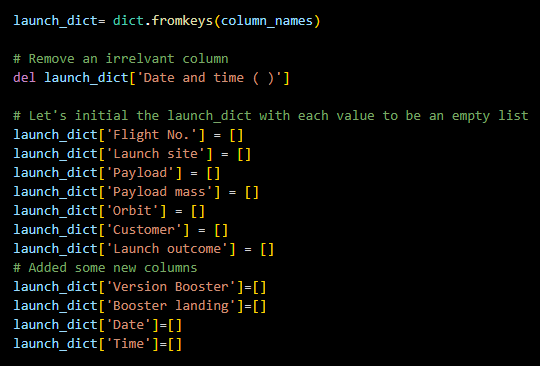 launch_dict= dict.fromkeys(column_names)
# Remove an irrelvant column
del launch_dict['Date and time ( )']
# Let's initial the launch_dict with each value to be an empty list
launch_dict['Flight No.'] = []
launch_dict['Launch site'] = []
launch_dict['Payload'] = []
launch_dict['Payload mass'] = []
launch_dict['Orbit'] = []
launch_dict['Customer'] = []
launch_dict['Launch outcome'] = []
# Added some new columns
launch_dict['Version Booster']=[]
launch_dict['Booster landing']=[]
launch_dict['Date']=[]
launch_dict['Time']=[]